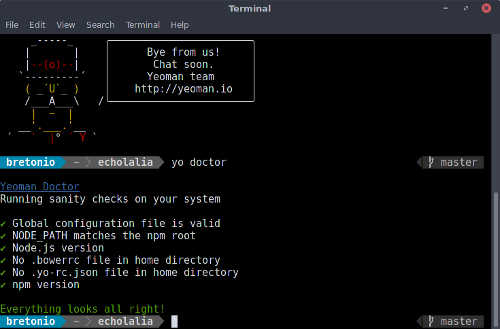 Terminal
File Edit View Search Terminal Help
Bye from us!
Chat soon.
Yeoman team
http://yeoman.io
bretonio ~ echolalia yo doctor master
Yeoman Doctor
Running sanity checks on your system
✔ Global configuration file is valid
✔ NODE_PATH matches the npm root
✔ Node.js version
✔ No .bowerrc file in home directory
✔ No .yo-rc.json file in home directory
✔ npm version
Everything looks all right!
bretonio ~ echolalia master